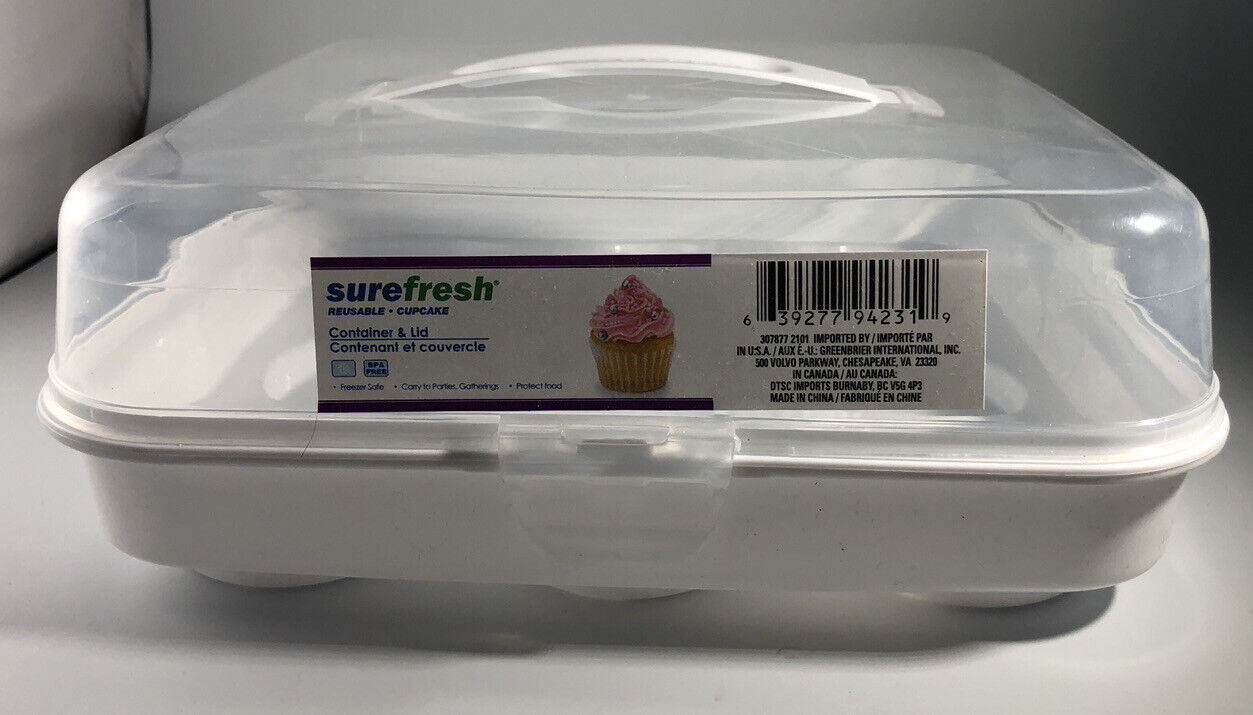 surefresh®
REUSABLE • CUPCAKE
Container & Lid
Contenant et couvercle
BPA
FREE
• Freezer Safe • Carry to Parties, Gatherings • Protect food
6 39277 94231 9
307877 2101 IMPORTED BY / IMPORTÉ PAR
IN U.S.A. / AUX É.-U.: GREENBRIER INTERNATIONAL, INC.
500 VOLVO PARKWAY, CHESAPEAKE, VA 23320
IN CANADA / AU CANADA:
DTSC IMPORTS BURNABY, BC V5G 4P3
MADE IN CHINA / FABRIQUÉ EN CHINE